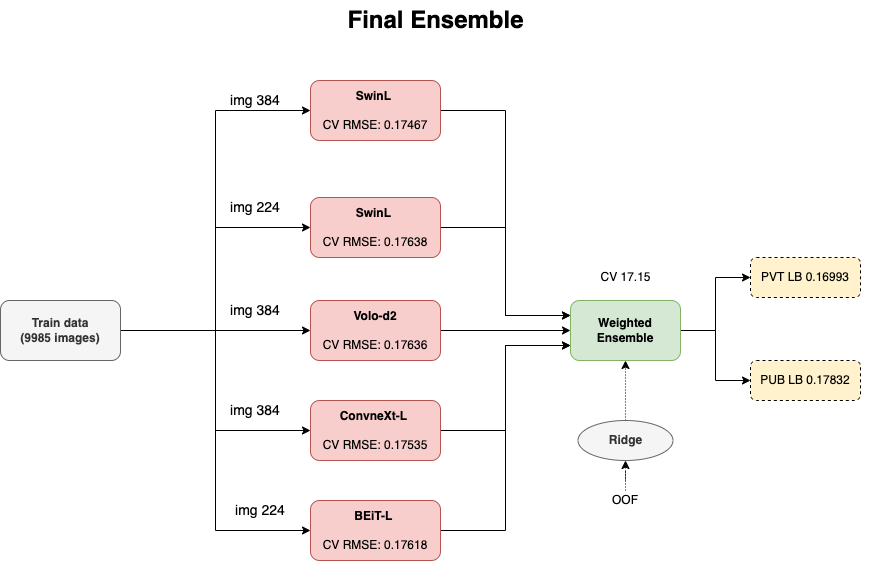 Final Ensemble
img 384
SwinL
CV RMSE: 0.17467
img 224
SwinL
CV RMSE: 0.17638
img 384
Volo-d2
CV RMSE: 0.17636
img 384
ConvneXt-L
CV RMSE: 0.17535
img 224
BEiT-L
CV RMSE: 0.17618
Train data
(9985 images)
CV 17.15
Weighted
Ensemble
Ridge
OOF
PVT LB 0.16993
PUB LB 0.17832